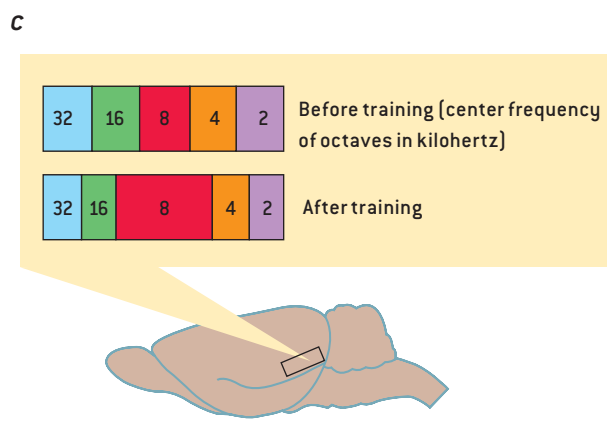 C
32 16 8 4 2
Before training (center frequency
of octaves in kilohertz)
32 16 8 4 2
After training